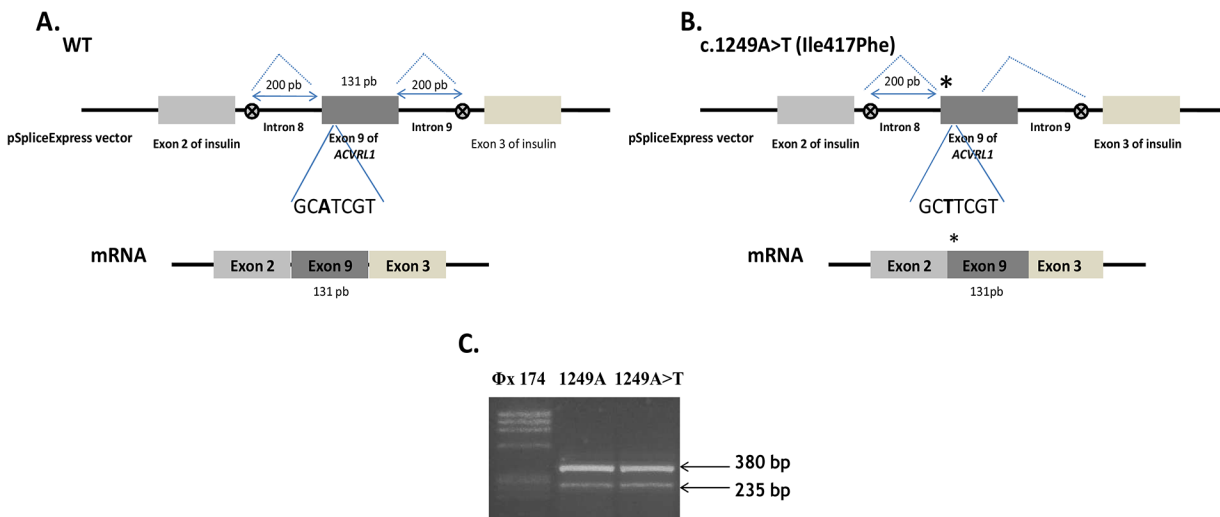 A.
WT
131 pb
200 pb
200 pb
pSpliceExpress vector
Exon 2 of insulin
Intron 8
Exon 9 of
ACVRL1
Intron 9
Exon 3 of insulin
GCATCGT
mRNA
Exon 2
Exon 9
Exon 3
131 pb
B.
c.1249A>T (Ile417Phe)
200 pb
*
pSpliceExpress vector
Exon 2 of insulin
Intron 8
Exon 9 of
ACVRL1
Intron 9
Exon 3 of insulin
GCTTCGT
*
mRNA
Exon 2
Exon 9
Exon 3
131pb
C.
Φx 174 1249A 1249A>T
380 bp
235 bp